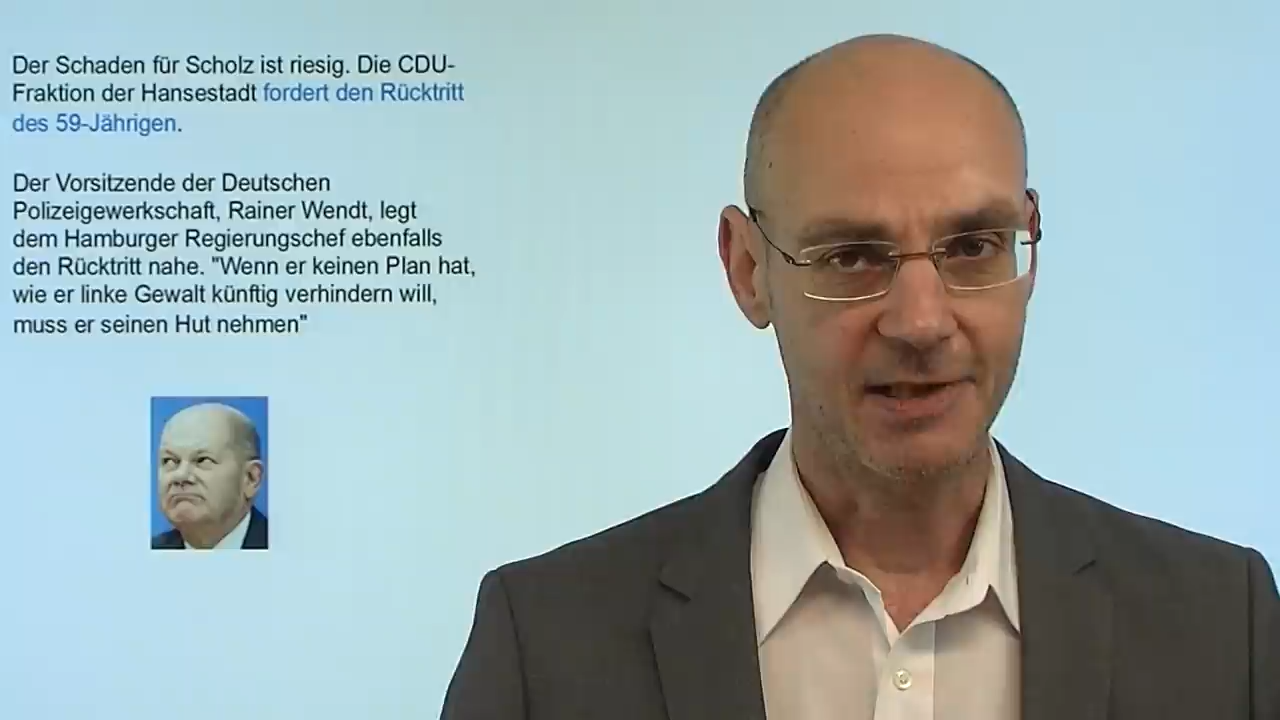 Der Schaden für Scholz ist riesig. Die CDU-
Fraktion der Hansestadt fordert den Rücktritt
des 59-Jährigen.
Der Vorsitzende der Deutschen
Polizeigewerkschaft, Rainer Wendt, legt
dem Hamburger Regierungschef ebenfalls
den Rücktritt nahe. "Wenn er keinen Plan hat,
wie er linke Gewalt künftig verhindern will,
muss er seinen Hut nehmen"